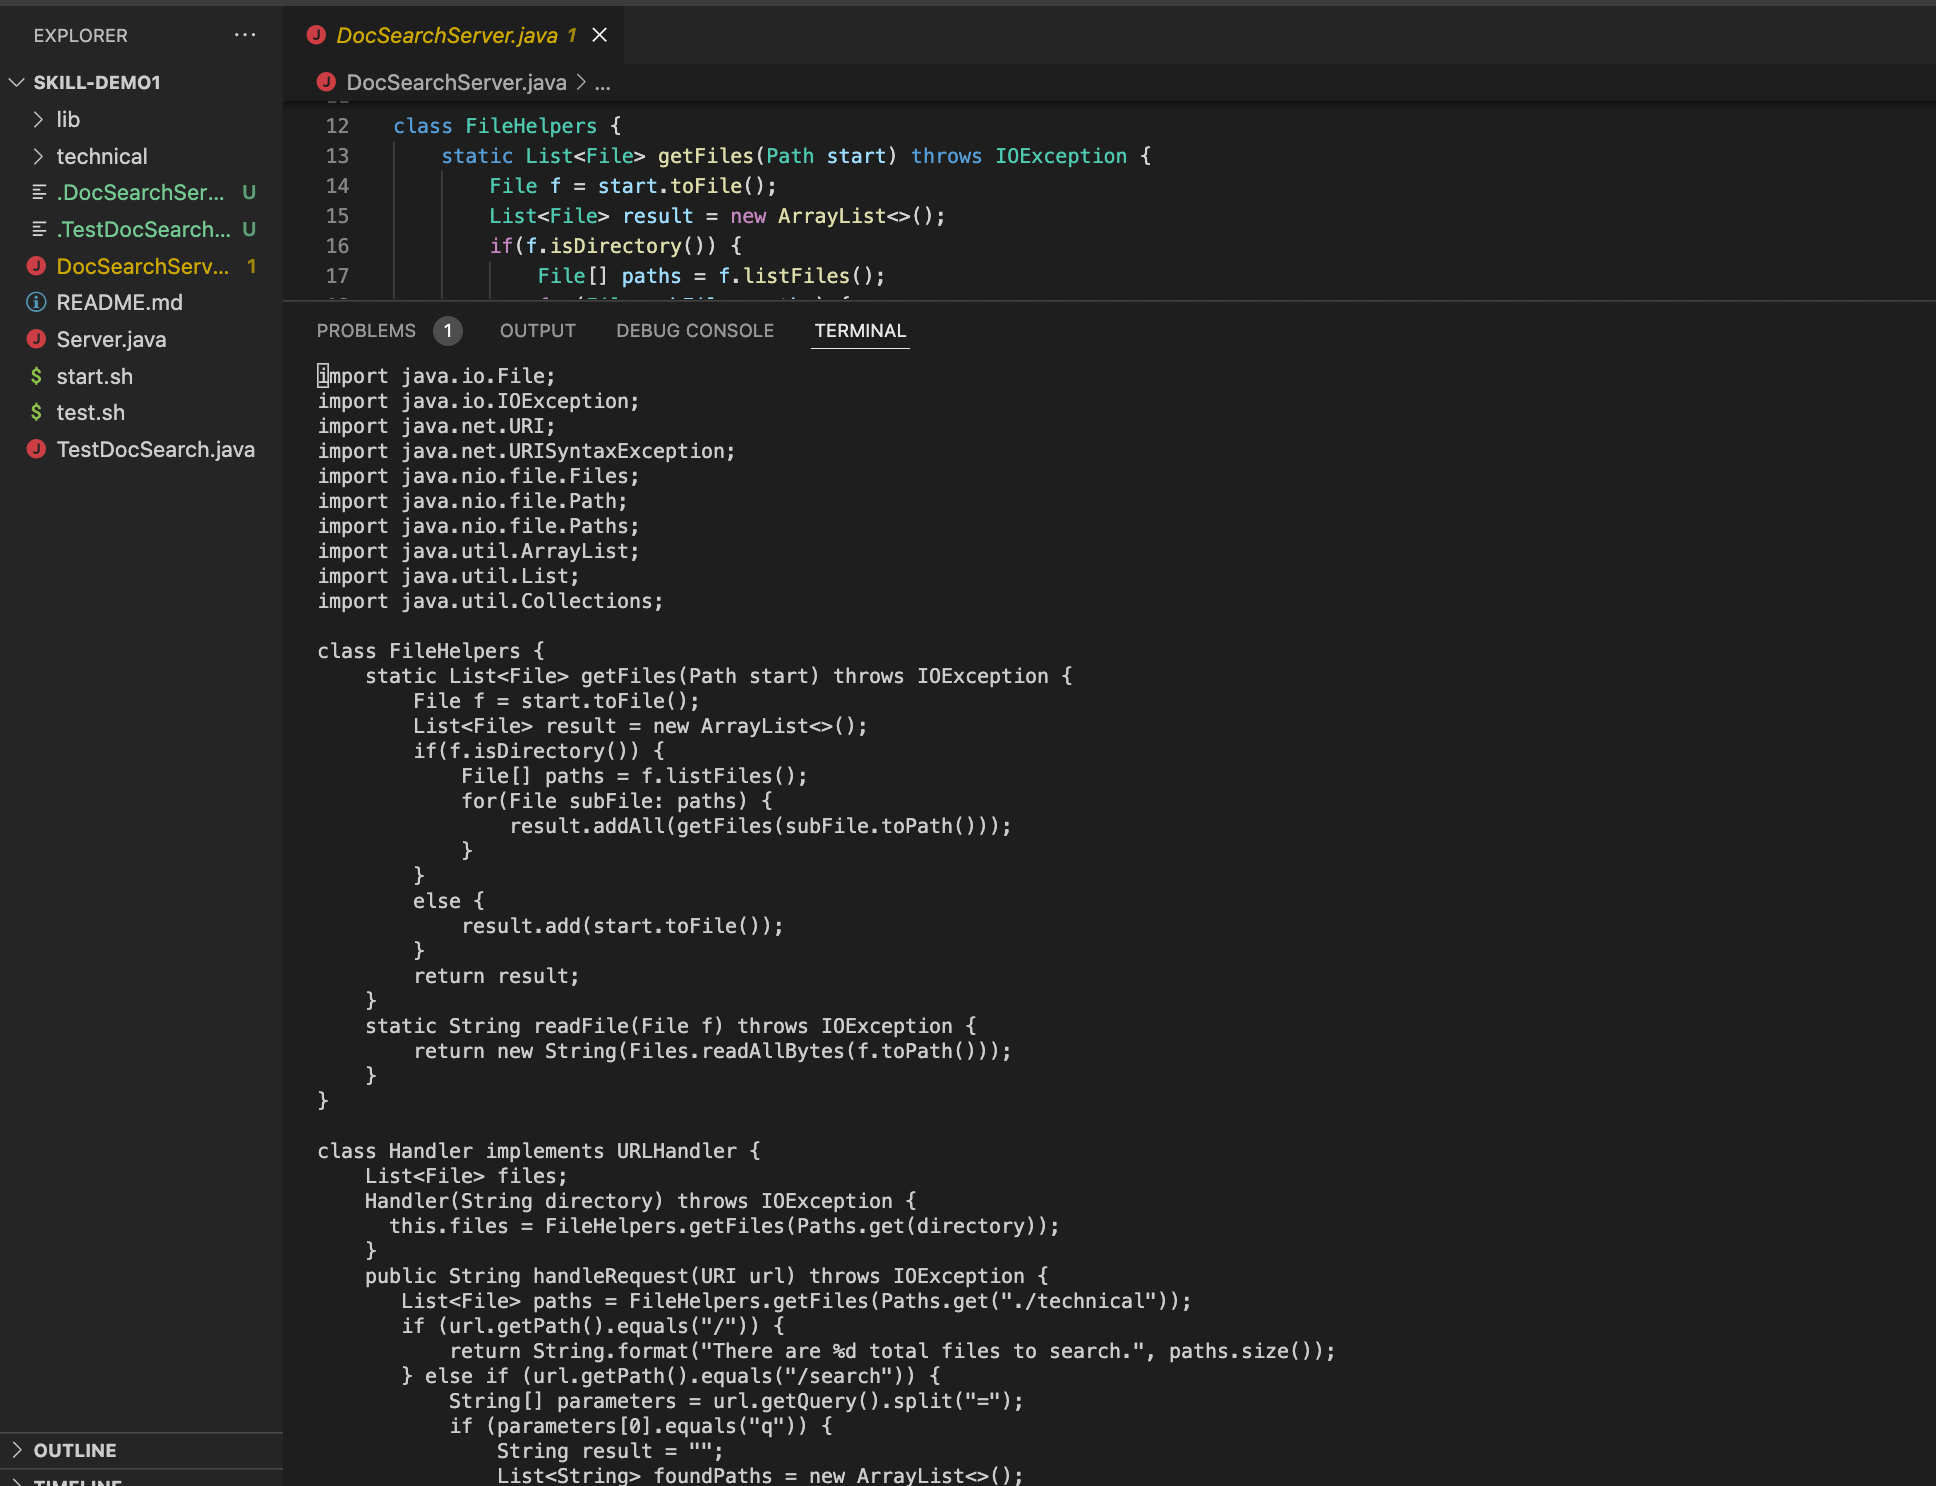 EXPLORER
SKILL-DEMO1
lib
technical
.DocSearchSer... U
.TestDocSearch... U
DocSearchServ... 1
README.md
Server.java
start.sh
test.sh
TestDocSearch.java
OUTLINE
TIMELINE
DocSearchServer.java 1
DocSearchServer.java > ...
12 class FileHelpers {
13 static List<File> getFiles(Path start) throws IOException {
14 File f = start.toFile();
15 List<File> result = new ArrayList<>();
16 if(f.isDirectory()) {
17 File[] paths = f.listFiles();
PROBLEMS 1 OUTPUT DEBUG CONSOLE TERMINAL
import java.io.File;
import java.io.IOException;
import java.net.URI;
import java.net.URISyntaxException;
import java.nio.file.Files;
import java.nio.file.Path;
import java.nio.file.Paths;
import java.util.ArrayList;
import java.util.List;
import java.util.Collections;
class FileHelpers {
static List<File> getFiles(Path start) throws IOException {
File f = start.toFile();
List<File> result = new ArrayList<>();
if(f.isDirectory()) {
File[] paths = f.listFiles();
for(File subFile: paths) {
result.addAll(getFiles(subFile.toPath()));
}
}
else {
result.add(start.toFile());
}
return result;
}
static String readFile(File f) throws IOException {
return new String(Files.readAllBytes(f.toPath()));
}
}
class Handler implements URLHandler {
List<File> files;
Handler(String directory) throws IOException {
this.files = FileHelpers.getFiles(Paths.get(directory));
}
public String handleRequest(URI url) throws IOException {
List<File> paths = FileHelpers.getFiles(Paths.get("./technical"));
if (url.getPath().equals("/")) {
return String.format("There are %d total files to search.", paths.size());
} else if (url.getPath().equals("/search")) {
String[] parameters = url.getQuery().split("=");
if (parameters[0].equals("q")) {
String result = "";
List<String> foundPaths = new ArrayList<>();